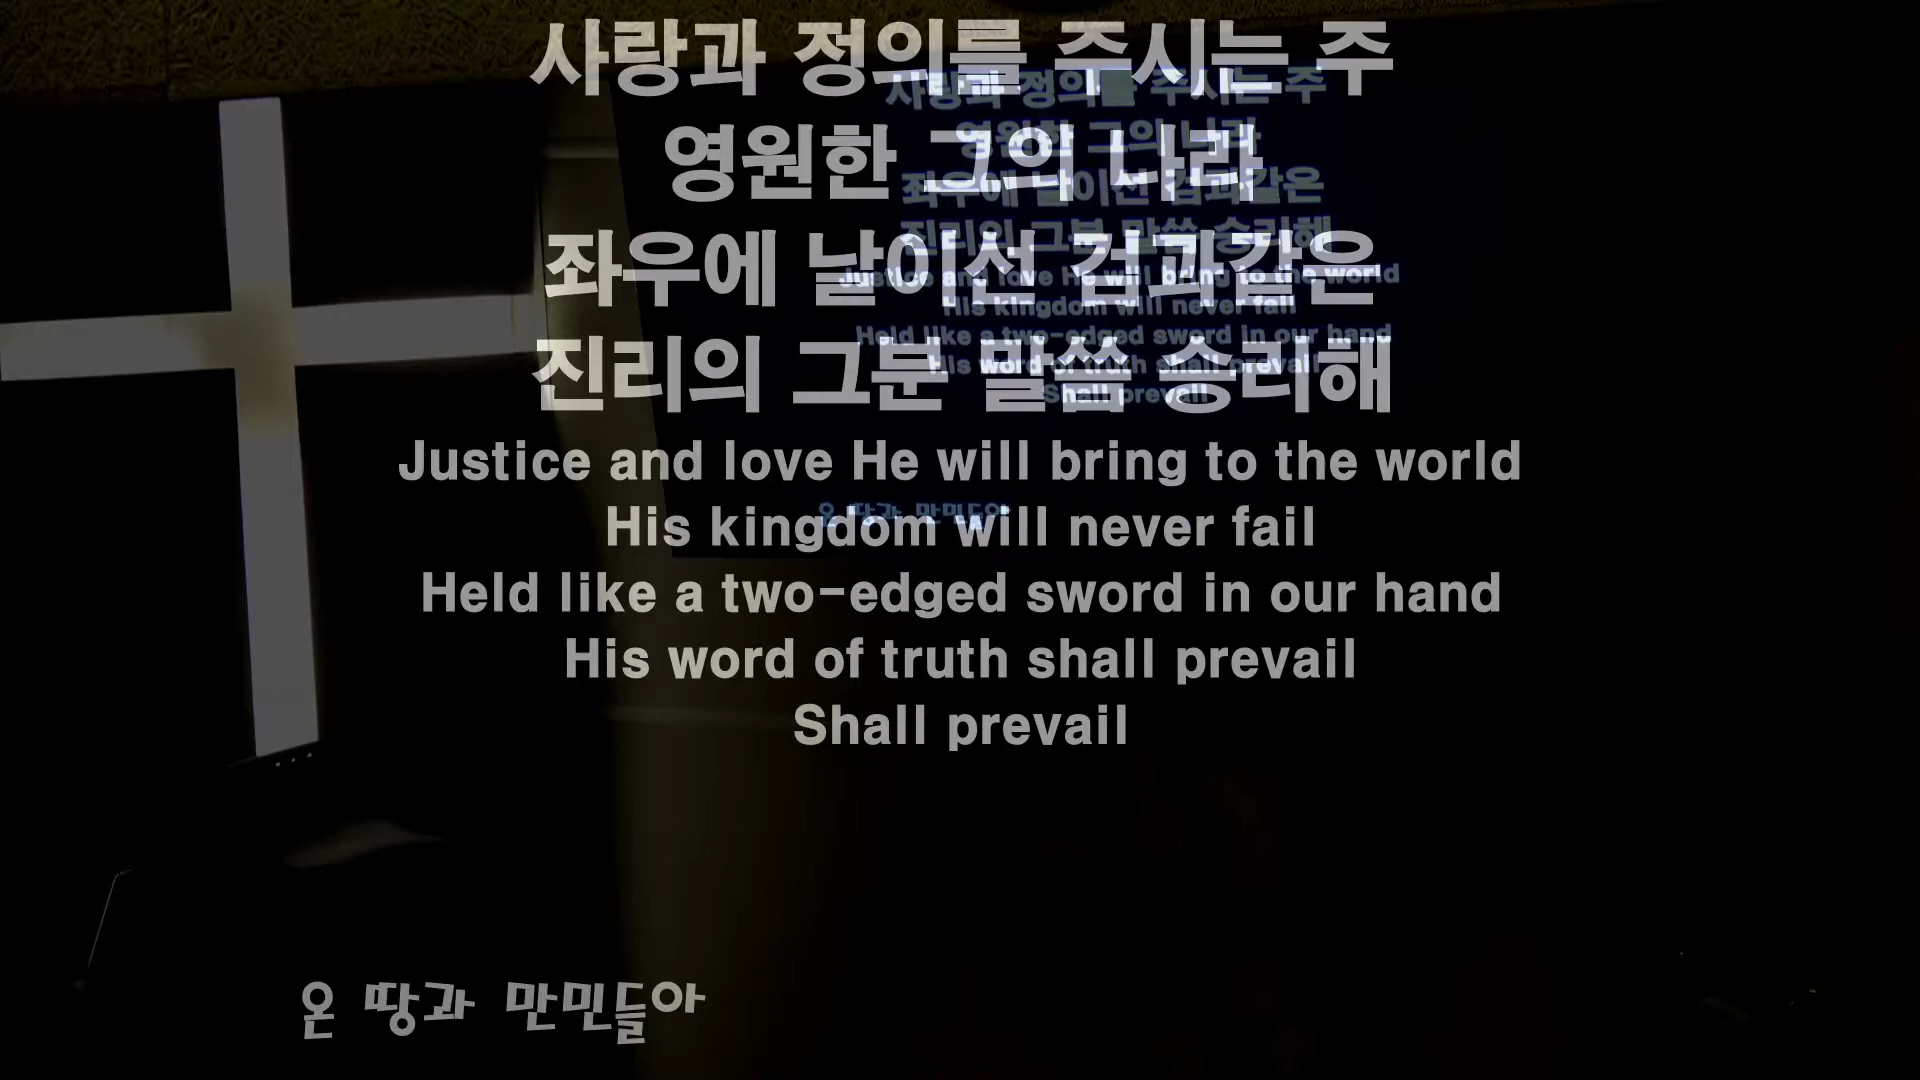 사랑과 정의를 주시는 주
영원한 그의 나라
좌우에 날이선 검과같은
진리의 그분 말씀 승리해
Justice and love He will bring to the world
His kingdom will never fail
Held like a two-edged sword in our hand
His word of truth shall prevail
Shall prevail
온 땅과 만민들아